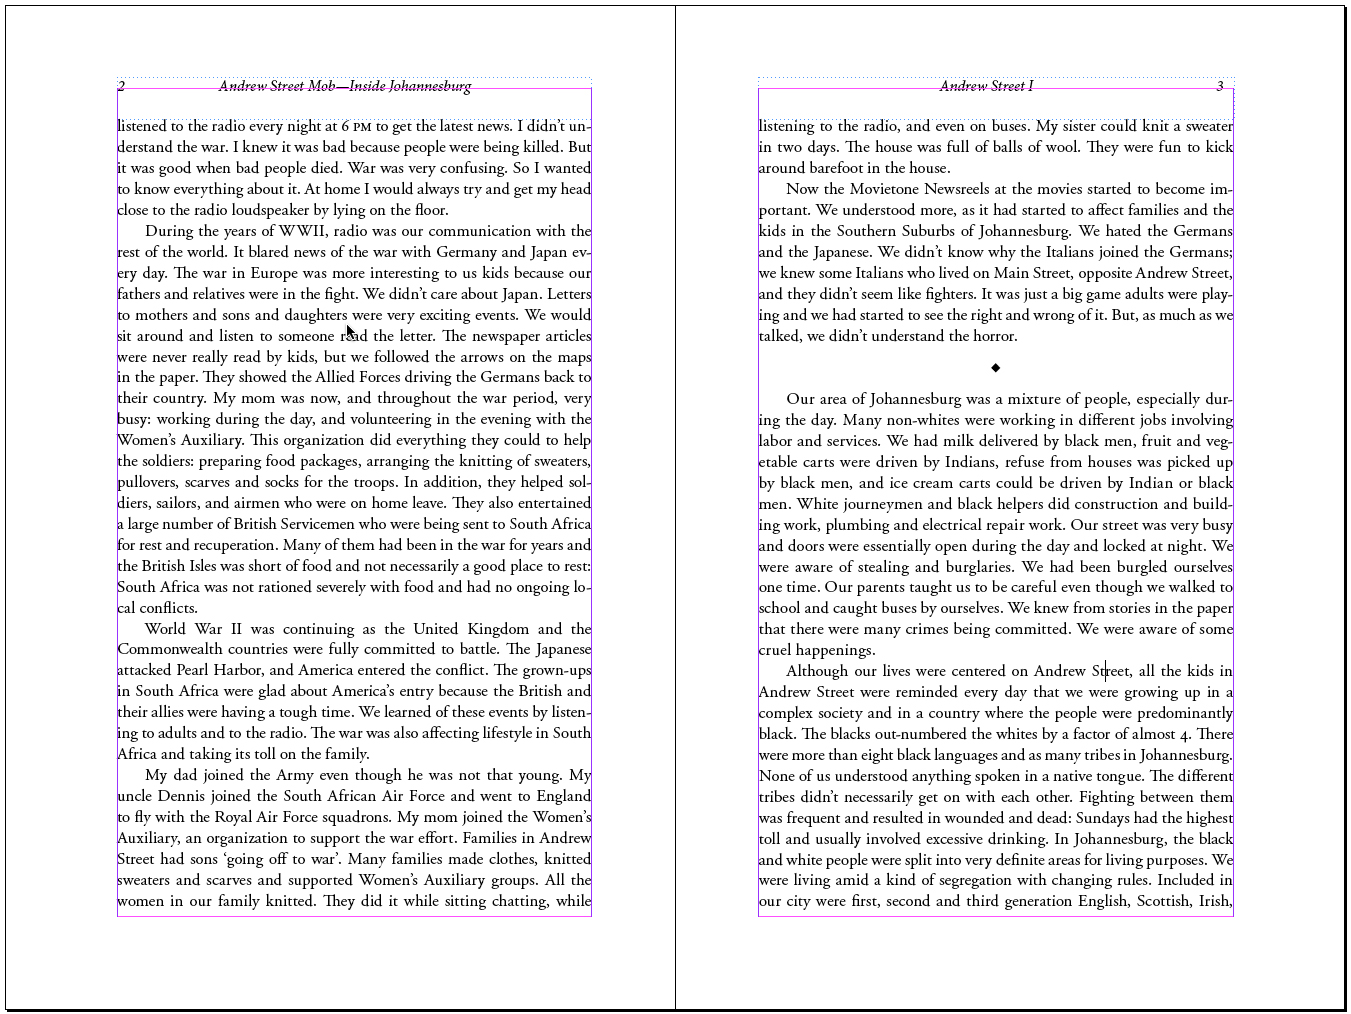 2 Andrew Street Mob—Inside Johannesburg
listened to the radio every night at 6 PM to get the latest news. I didn’t un-
derstand the war. I knew it was bad because people were being killed. But
it was good when bad people died. War was very confusing. So I wanted
to know everything about it. At home I would always try and get my head
close to the radio loudspeaker by lying on the floor.
During the years of WWII, radio was our communication with the
rest of the world. It blared news of the war with Germany and Japan ev-
ery day. The war in Europe was more interesting to us kids because our
fathers and relatives were in the fight. We didn’t care about Japan. Letters
to mothers and sons and daughters were very exciting events. We would
sit around and listen to someone read the letter. The newspaper articles
were never really read by kids, but we followed the arrows on the maps
in the paper. They showed the Allied Forces driving the Germans back to
their country. My mom was now, and throughout the war period, very
busy: working during the day, and volunteering in the evening with the
Women’s Auxiliary. This organization did everything they could to help
the soldiers: preparing food packages, arranging the knitting of sweaters,
pullovers, scarves and socks for the troops. In addition, they helped sol-
diers, sailors, and airmen who were on home leave. They also entertained
a large number of British Servicemen who were being sent to South Africa
for rest and recuperation. Many of them had been in the war for years and
the British Isles was short of food and not necessarily a good place to rest:
South Africa was not rationed severely with food and had no ongoing lo-
cal conflicts.
World War II was continuing as the United Kingdom and the
Commonwealth countries were fully committed to battle. The Japanese
attacked Pearl Harbor, and America entered the conflict. The grown-ups
in South Africa were glad about America’s entry because the British and
their allies were having a tough time. We learned of these events by listen-
ing to adults and to the radio. The war was also affecting lifestyle in South
Africa and taking its toll on the family.
My dad joined the Army even though he was not that young. My
uncle Dennis joined the South African Air Force and went to England
to fly with the Royal Air Force squadrons. My mom joined the Women’s
Auxiliary, an organization to support the war effort. Families in Andrew
Street had sons ‘going off to war’. Many families made clothes, knitted
sweaters and scarves and supported Women’s Auxiliary groups. All the
women in our family knitted. They did it while sitting chatting, while
Andrew Street I 3
listening to the radio, and even on buses. My sister could knit a sweater
in two days. The house was full of balls of wool. They were fun to kick
around barefoot in the house.
Now the Movietone Newsreels at the movies started to become im-
portant. We understood more, as it had started to affect families and the
kids in the Southern Suburbs of Johannesburg. We hated the Germans
and the Japanese. We didn’t know why the Italians joined the Germans;
we knew some Italians who lived on Main Street, opposite Andrew Street,
and they didn’t seem like fighters. It was just a big game adults were play-
ing and we had started to see the right and wrong of it. But, as much as we
talked, we didn’t understand the horror.
◆
Our area of Johannesburg was a mixture of people, especially dur-
ing the day. Many non-whites were working in different jobs involving
labor and services. We had milk delivered by black men, fruit and veg-
etable carts were driven by Indians, refuse from houses was picked up
by black men, and ice cream carts could be driven by Indian or black
men. White journeymen and black helpers did construction and build-
ing work, plumbing and electrical repair work. Our street was very busy
and doors were essentially open during the day and locked at night. We
were aware of stealing and burglaries. We had been burgled ourselves
one time. Our parents taught us to be careful even though we walked to
school and caught buses by ourselves. We knew from stories in the paper
that there were many crimes being committed. We were aware of some
cruel happenings.
Although our lives were centered on Andrew Street, all the kids in
Andrew Street were reminded every day that we were growing up in a
complex society and in a country where the people were predominantly
black. The blacks out-numbered the whites by a factor of almost 4. There
were more than eight black languages and as many tribes in Johannesburg.
None of us understood anything spoken in a native tongue. The different
tribes didn’t necessarily get on with each other. Fighting between them
was frequent and resulted in wounded and dead: Sundays had the highest
toll and usually involved excessive drinking. In Johannesburg, the black
and white people were split into very definite areas for living purposes. We
were living amid a kind of segregation with changing rules. Included in
our city were first, second and third generation English, Scottish, Irish,